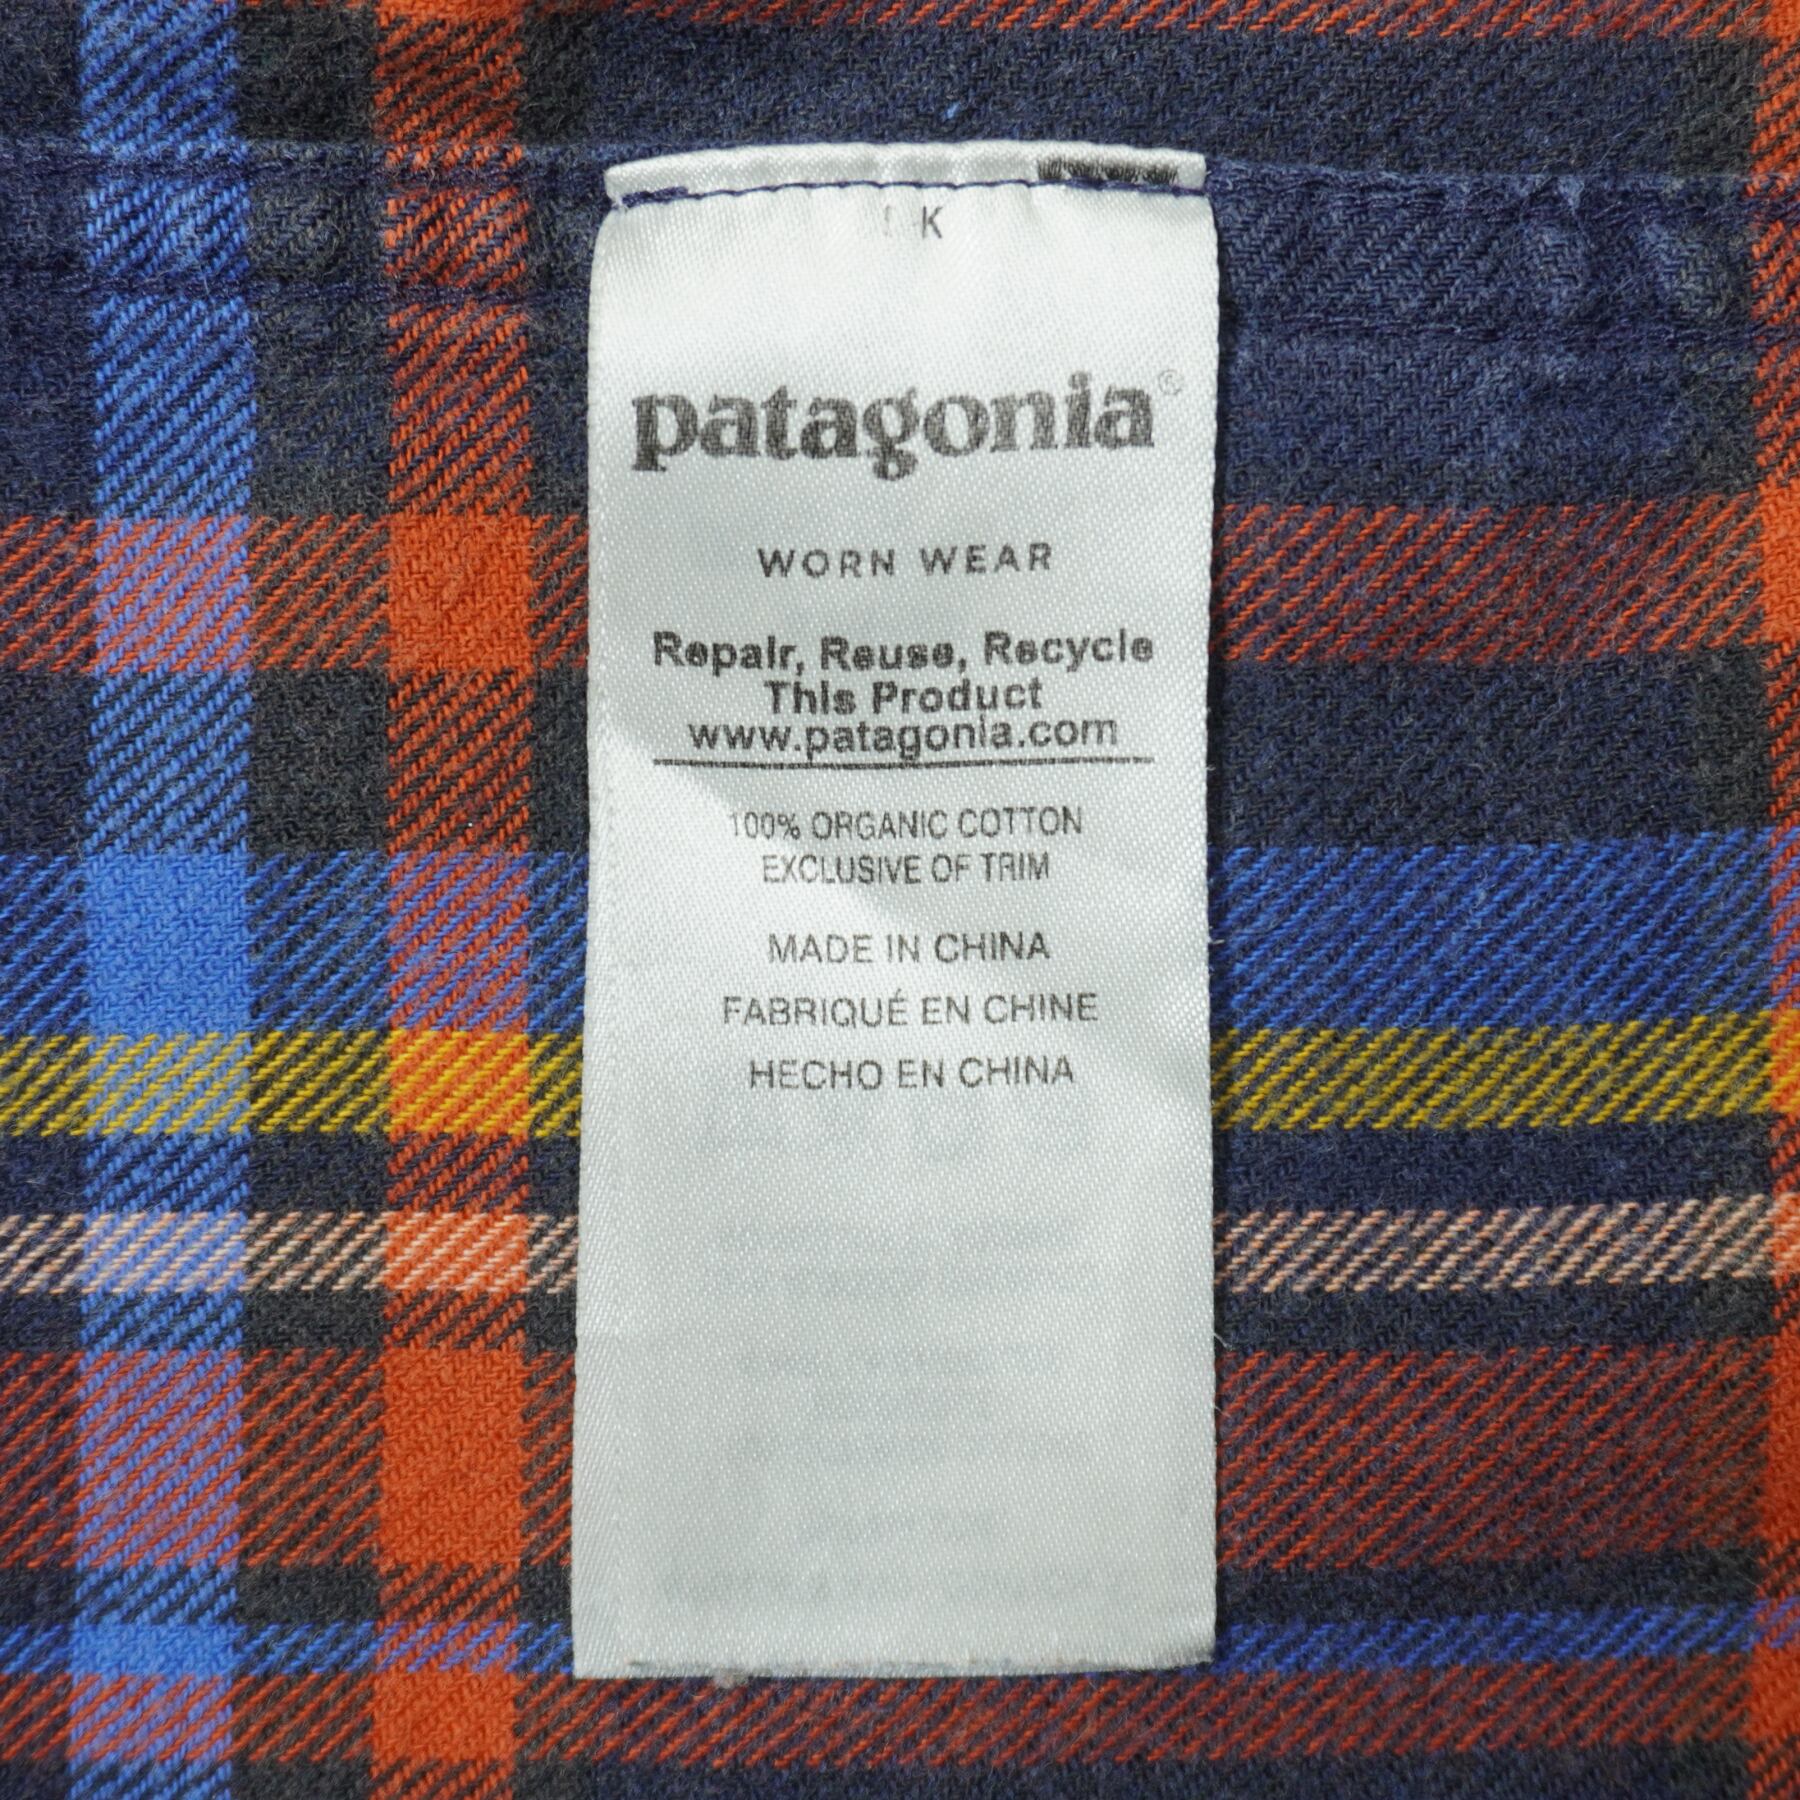 K
patagonia®
WORN WEAR
Repair, Reuse, Recycle
This Product
www.patagonia.com
100% ORGANIC COTTON
EXCLUSIVE OF TRIM
MADE IN CHINA
FABRIQUÉ EN CHINE
HECHO EN CHINA